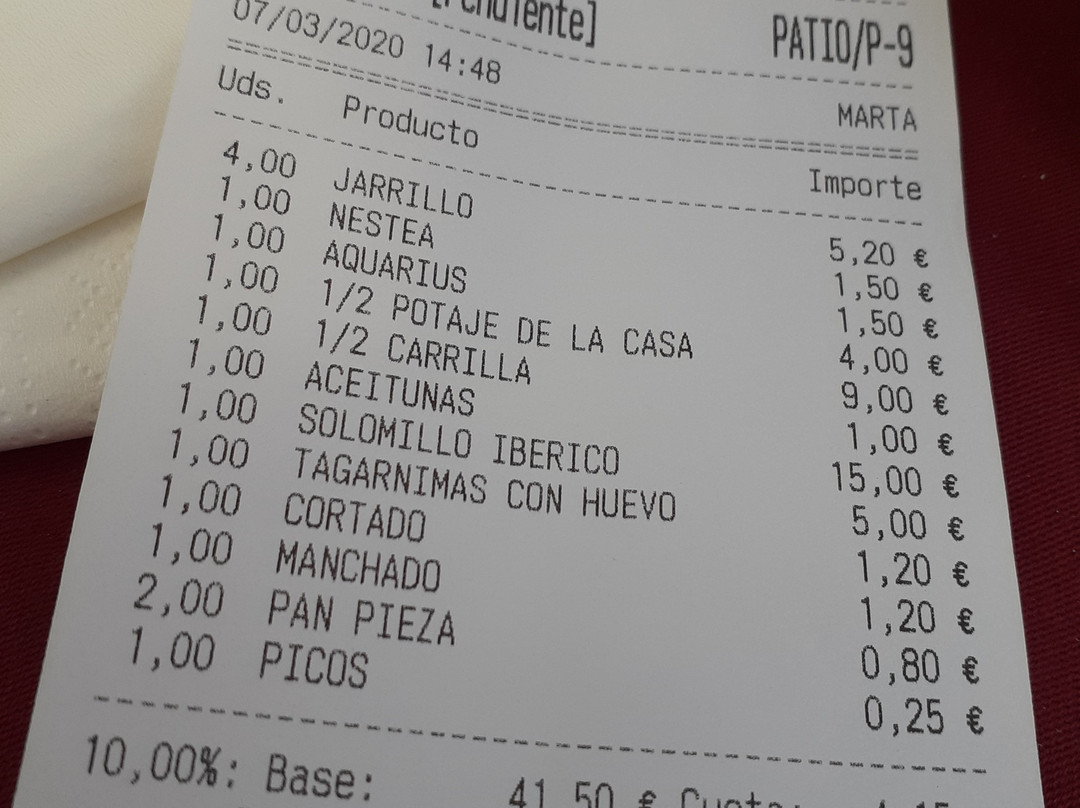 [Pendiente]
PATIO/P-9
07/03/2020 14:48
MARTA
Uds. Producto Importe
4,00 JARRILLO 5,20 €
1,00 NESTEA 1,50 €
1,00 AQUARIUS 1,50 €
1,00 1/2 POTAJE DE LA CASA 4,00 €
1,00 1/2 CARRILLA 9,00 €
1,00 ACEITUNAS 1,00 €
1,00 SOLOMILLO IBERICO 15,00 €
1,00 TAGARNIMAS CON HUEVO 5,00 €
1,00 CORTADO 1,20 €
1,00 MANCHADO 1,20 €
2,00 PAN PIEZA 0,80 €
1,00 PICOS 0,25 €
10,00%: Base: 41,50 € Cuota: 4,15